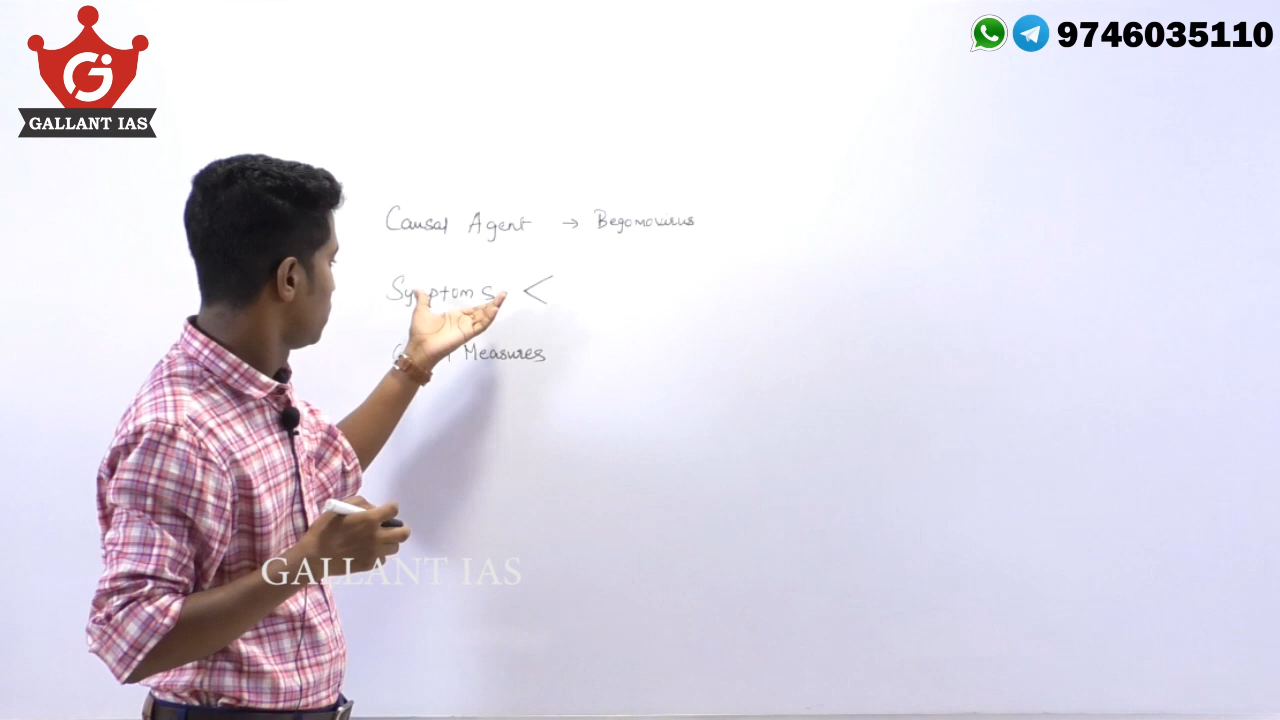 GALLANT IAS
9746035110
Causal Agent → Begomovirus
Symptoms <
Measures
GALLANT IAS